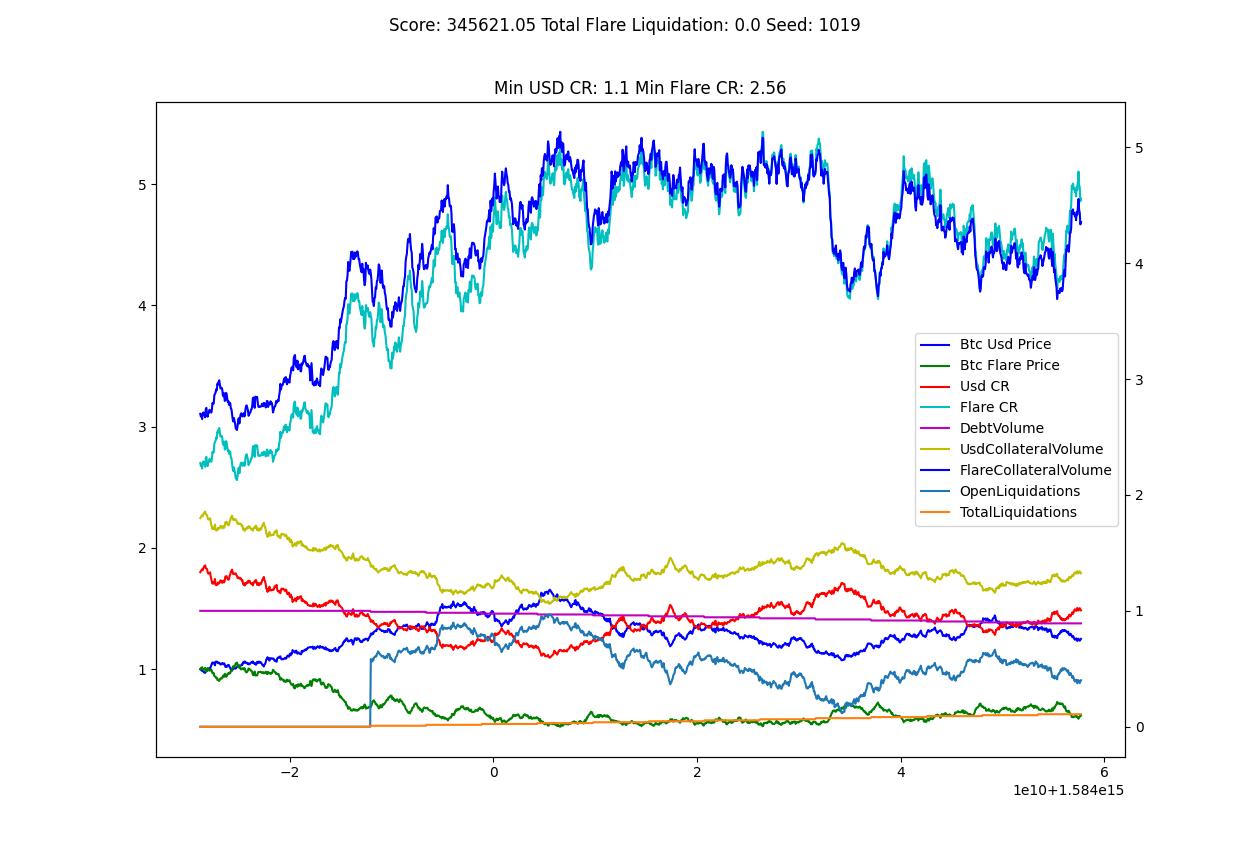 Score: 345621.05 Total Flare Liquidation: 0.0 Seed: 1019
Min USD CR: 1.1 Min Flare CR: 2.56
5
4
3
2
1
5
4
3
2
1
0
Btc Usd Price
Btc Flare Price
Usd CR
Flare CR
DebtVolume
UsdCollateralVolume
FlareCollateralVolume
OpenLiquidations
TotalLiquidations
−2 0 2 4 6
1e10+1.584e15